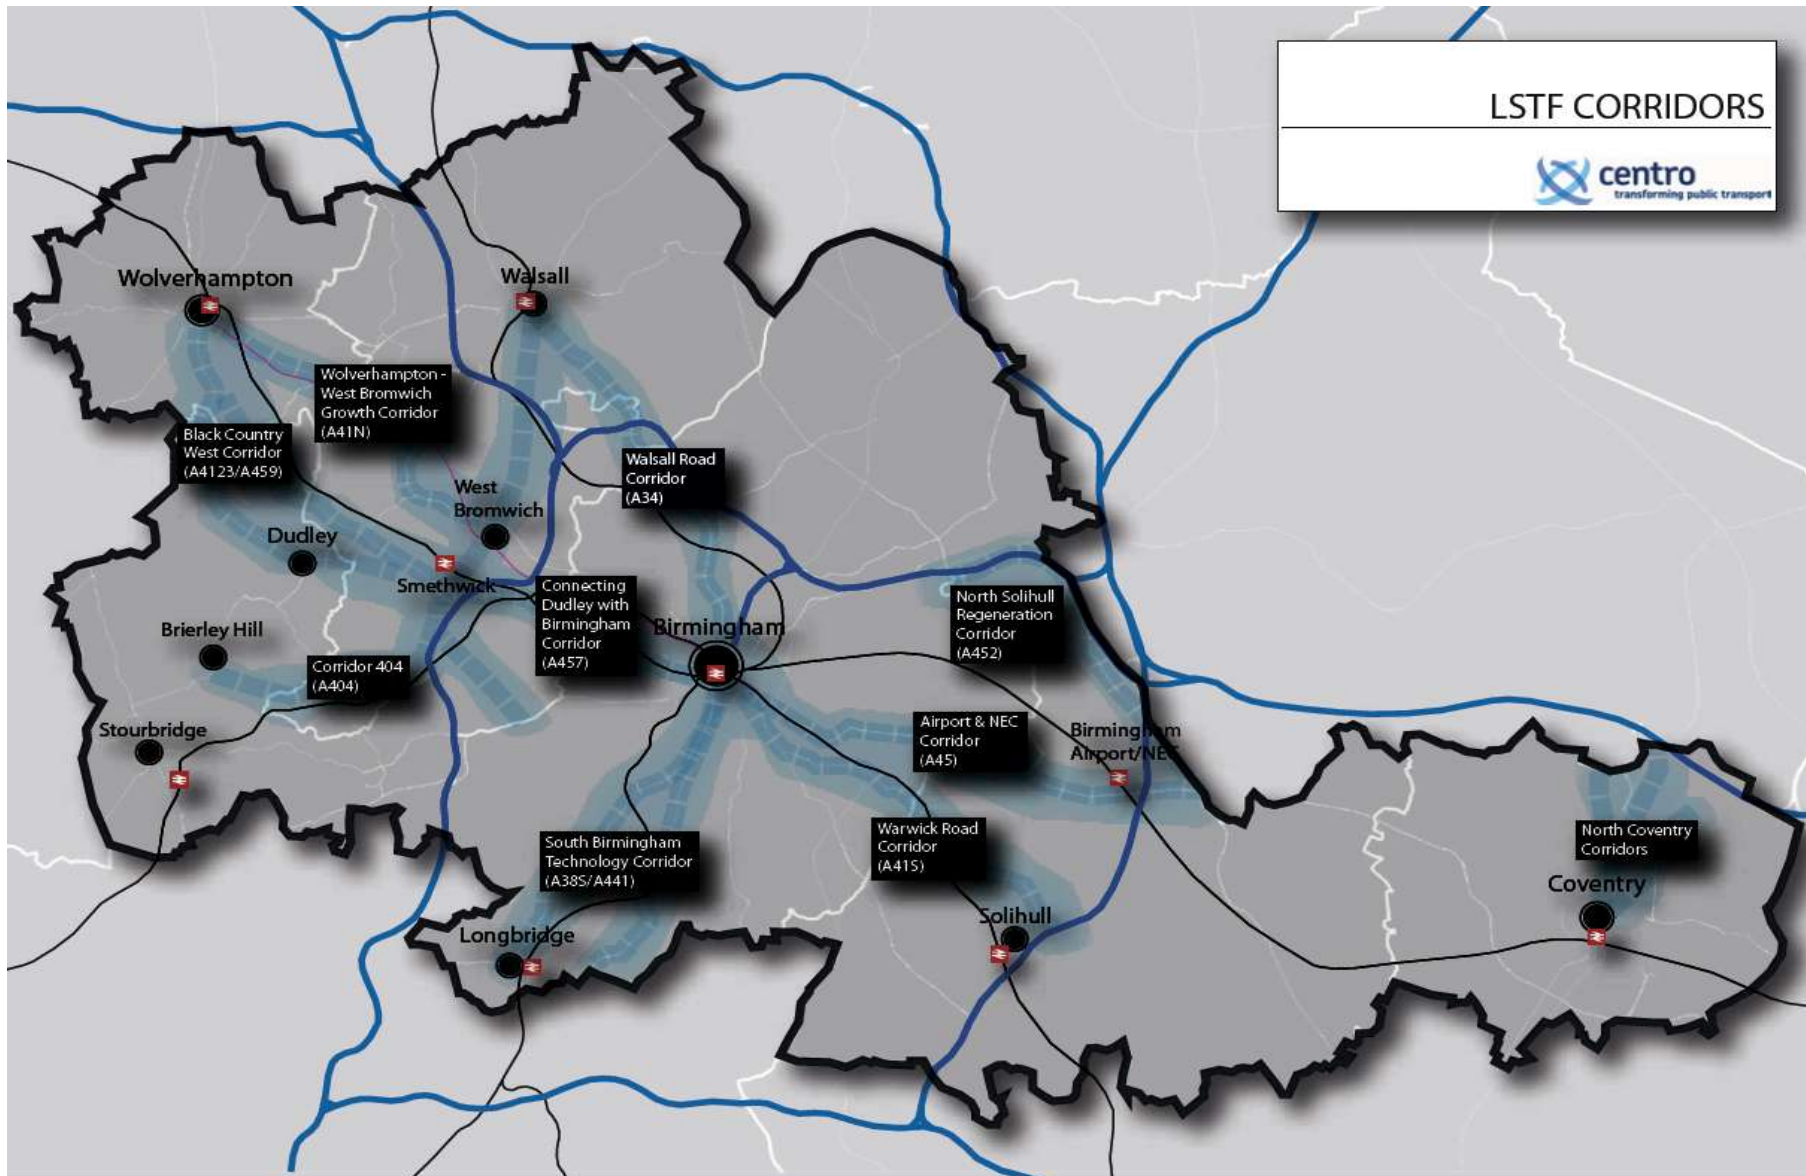 LSTF CORRIDORS
centro
transforming public transport
Wolverhampton
Walsall
Wolverhampton -
West Bromwich
Growth Corridor
(A41N)
Black Country
West Corridor
(A4123/A459)
Walsall Road
Corridor
(A34)
West
Bromwich
Dudley
Smethwick
Connecting
Dudley with
Birmingham
Corridor
(A457)
North Solihull
Regeneration
Corridor
(A452)
Birmingham
Brierley Hill
Corridor 404
(A404)
Stourbridge
Airport & NEC
Corridor
(A45)
Birmingham
Airport/NEC
Warwick Road
Corridor
(A41S)
South Birmingham
Technology Corridor
(A38S/A441)
North Coventry
Corridors
Coventry
Solihull
Longbridge